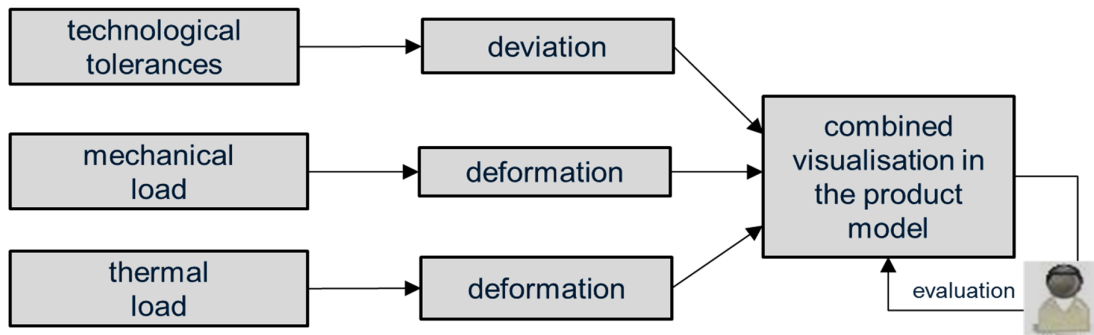 technological
tolerances
deviation
mechanical
load
deformation
thermal
load
deformation
combined
visualisation in
the product
model
evaluation